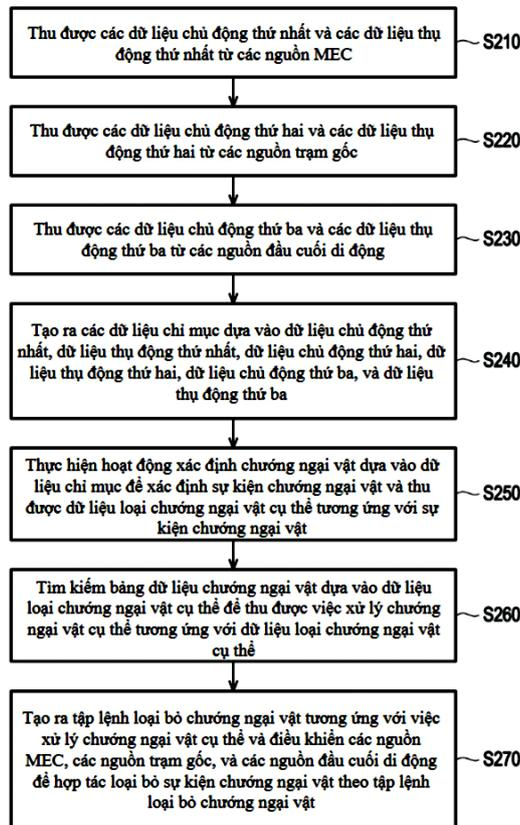 Thu được các dữ liệu chủ động thứ nhất và các dữ liệu thụ
động thứ nhất từ các nguồn MEC
S210
Thu được các dữ liệu chủ động thứ hai và các dữ liệu thụ
động thứ hai từ các nguồn trạm gốc
S220
Thu được các dữ liệu chủ động thứ ba và các dữ liệu thụ
động thứ ba từ các nguồn đầu cuối di động
S230
Tạo ra các dữ liệu chỉ mục dựa vào dữ liệu chủ động thứ
nhất, dữ liệu thụ động thứ nhất, dữ liệu chủ động thứ hai, dữ
liệu thụ động thứ hai, dữ liệu chủ động thứ ba, và dữ liệu
thụ động thứ ba
S240
Thực hiện hoạt động xác định chướng ngại vật dựa vào dữ
liệu chỉ mục để xác định sự kiện chướng ngại vật và thu
được dữ liệu loại chướng ngại vật cụ thể tương ứng với sự
kiện chướng ngại vật
S250
Tìm kiếm bảng dữ liệu chướng ngại vật dựa vào dữ liệu
loại chướng ngại vật cụ thể để thu được việc xử lý chướng
ngại vật cụ thể tương ứng với dữ liệu loại chướng ngại vật
cụ thể
S260
Tạo ra tập lệnh loại bỏ chướng ngại vật tương ứng với việc
xử lý chướng ngại vật cụ thể và điều khiển các nguồn
MEC, các nguồn trạm gốc, và các nguồn đầu cuối di động
để hợp tác loại bỏ sự kiện chướng ngại vật theo tập lệnh
loại bỏ chướng ngại vật
S270